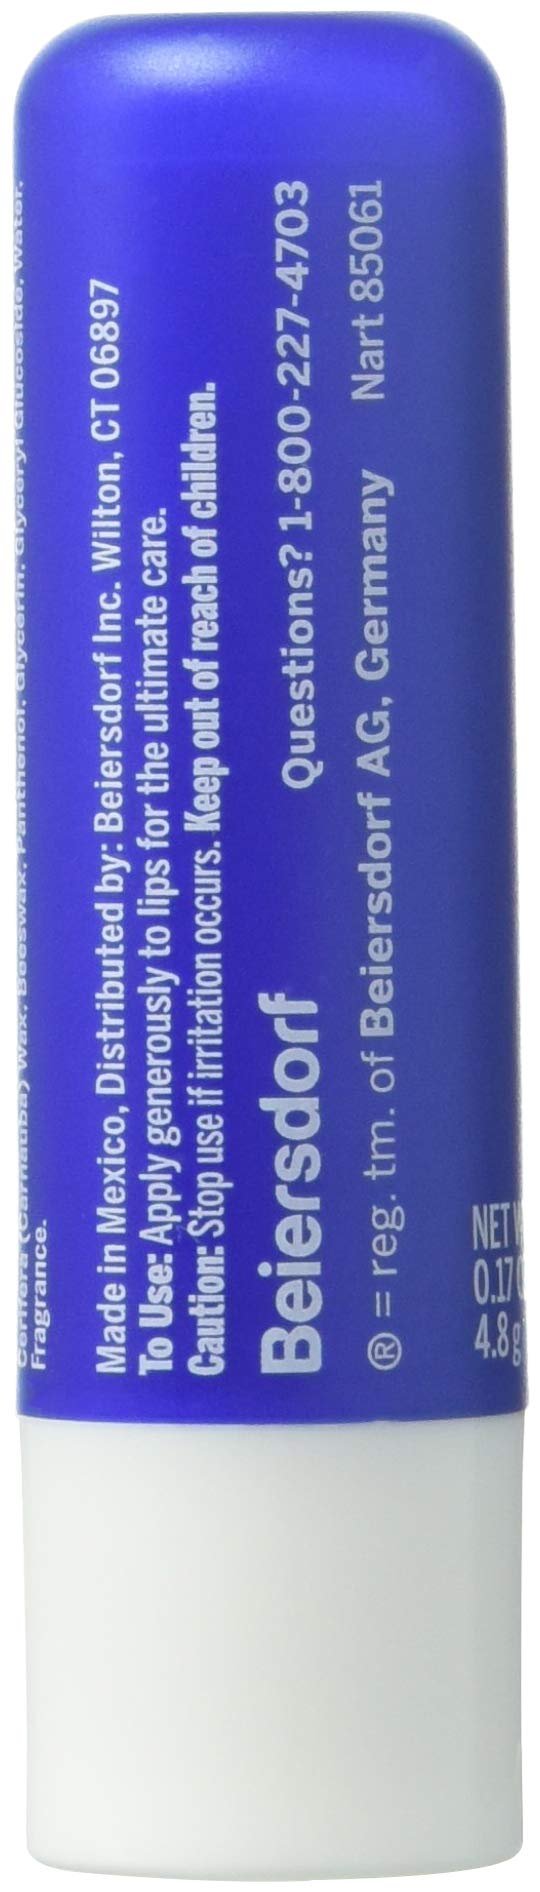 Cerifera (Carnauba) Wax, Beeswax, Panthenol, Glycerin, Glyceryl Glucoside, Water,
Fragrance.
Made in Mexico, Distributed by: Beiersdorf Inc. Wilton, CT 06897
To Use: Apply generously to lips for the ultimate care.
Caution: Stop use if irritation occurs. Keep out of reach of children.
Beiersdorf Questions? 1-800-227-4703
® = reg. tm. of Beiersdorf AG, Germany Nart 85061
NET
0.17
4.8 g